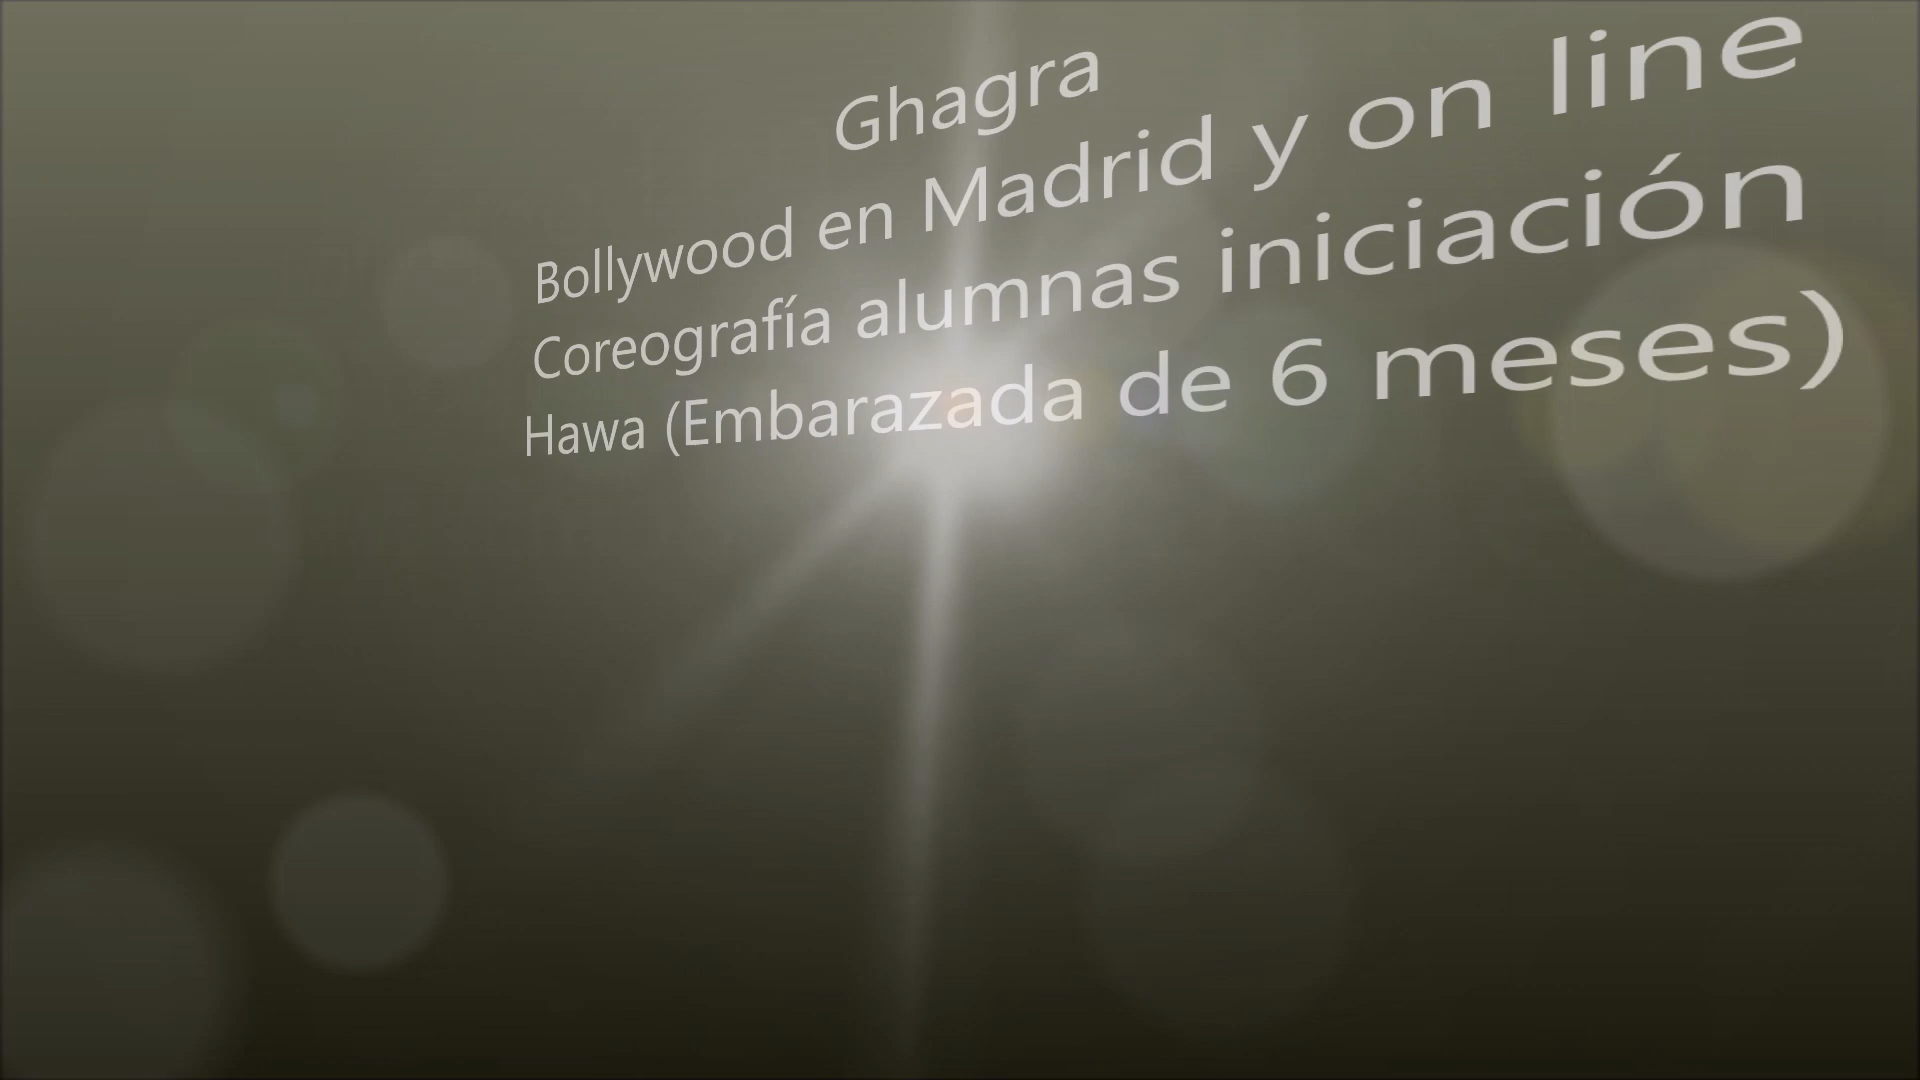 Ghagra
Bollywood en Madrid y on line
Coreografía alumnas iniciación
Hawa (Embarazada de 6 meses)